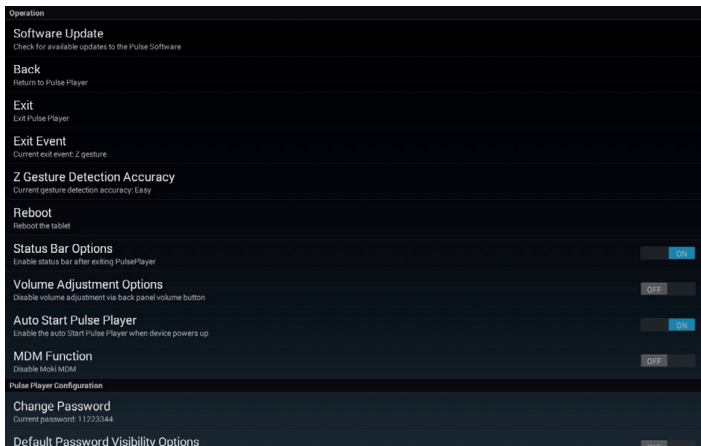 Operation
Software Update
Check for available updates to the Pulse Software
Back
Return to Pulse Player
Exit
Exit Pulse Player
Exit Event
Current exit event: Z gesture
Z Gesture Detection Accuracy
Current gesture detection accuracy: Easy
Reboot
Reboot the tablet
Status Bar Options
Enable status bar after exiting PulsePlayer
ON
Volume Adjustment Options
Disable volume adjustment via back panel volume button
OFF
Auto Start Pulse Player
Enable the auto Start Pulse Player when device powers up
ON
MDM Function
Disable Moki MDM
OFF
Pulse Player Configuration
Change Password
Current password: 11223344
Default Password Visibility Options